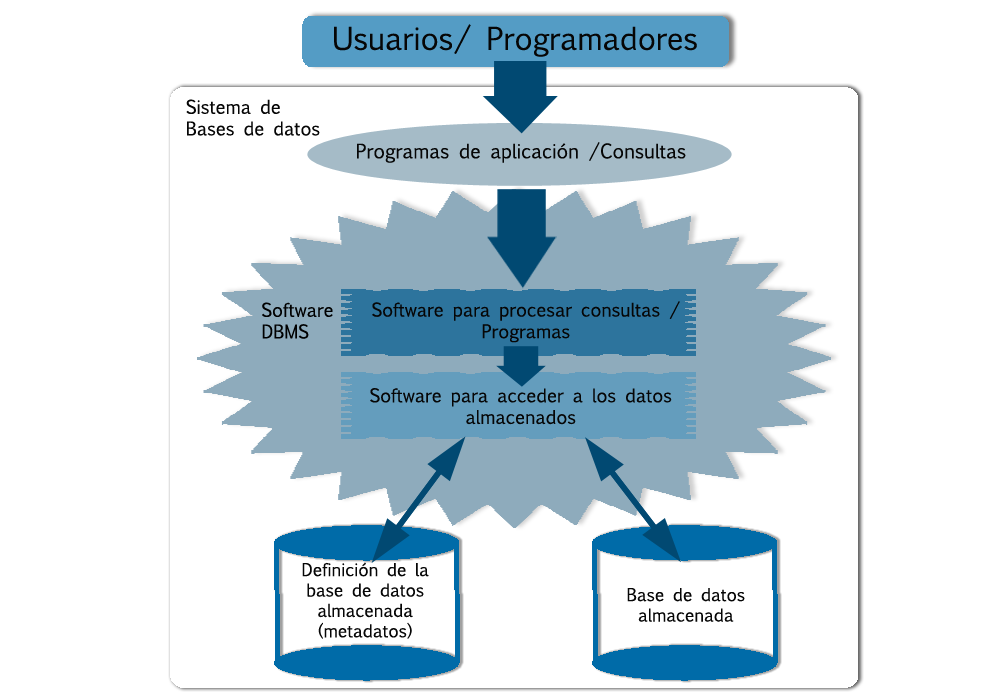 Usuarios/ Programadores
Sistema de
Bases de datos
Programas de aplicación /Consultas
Software
DBMS
Software para procesar consultas /
Programas
Software para acceder a los datos
almacenados
Definición de la
base de datos
almacenada
(metadatos)
Base de datos
almacenada